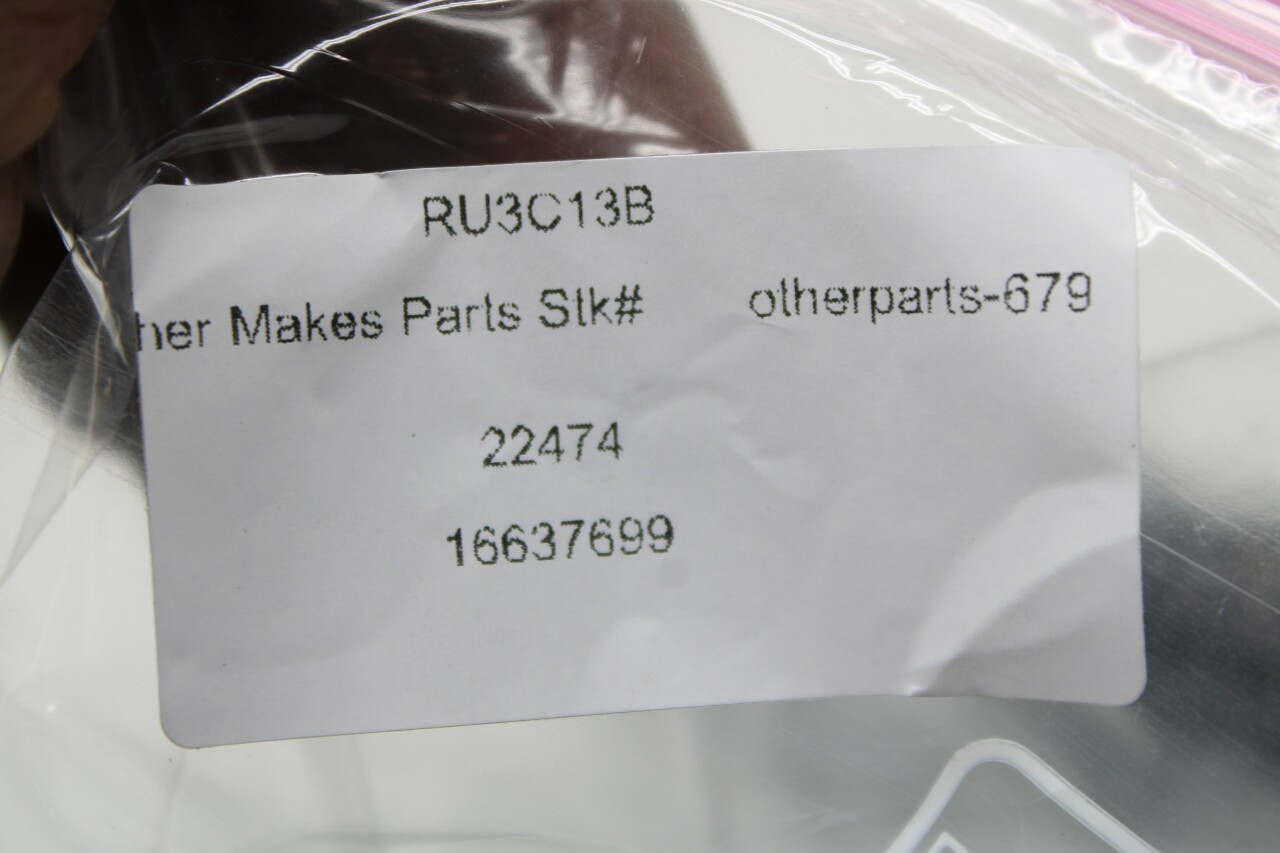 RU3C13B
her Makes Parts Stk# otherparts-679
22474
16637699